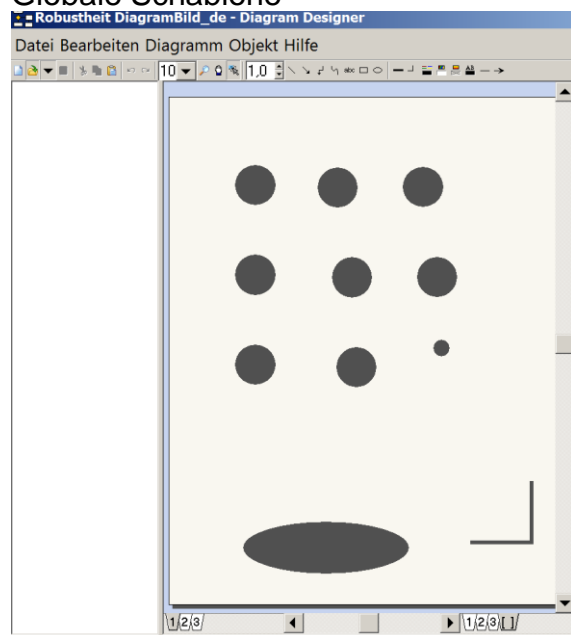 Globale Schablone
Robustheit DiagramBild_de - Diagram Designer
Datei Bearbeiten Diagramm Objekt Hilfe
10 1,0 abc
1/2/3/ 1/2/3/[ ]/